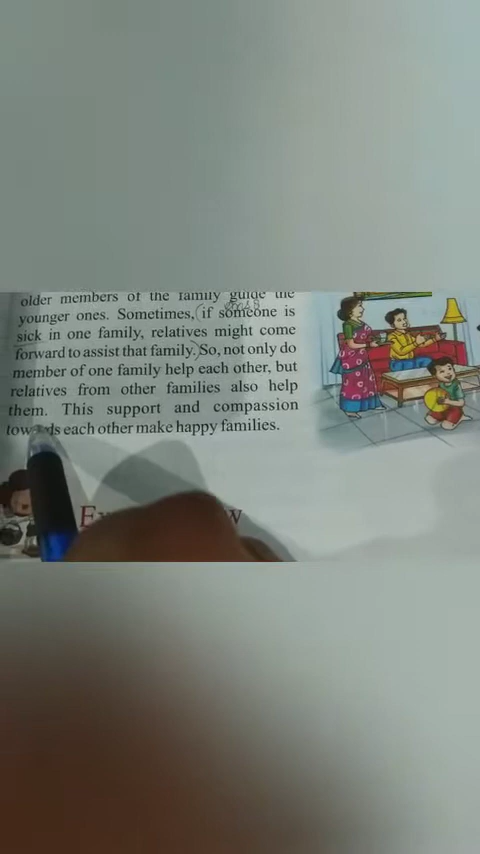 older members of the family guide the
younger ones. Sometimes, (if someone is
sick in one family, relatives might come
forward to assist that family.) So, not only do
member of one family help each other, but
relatives from other families also help
them. This support and compassion
towards each other make happy families.